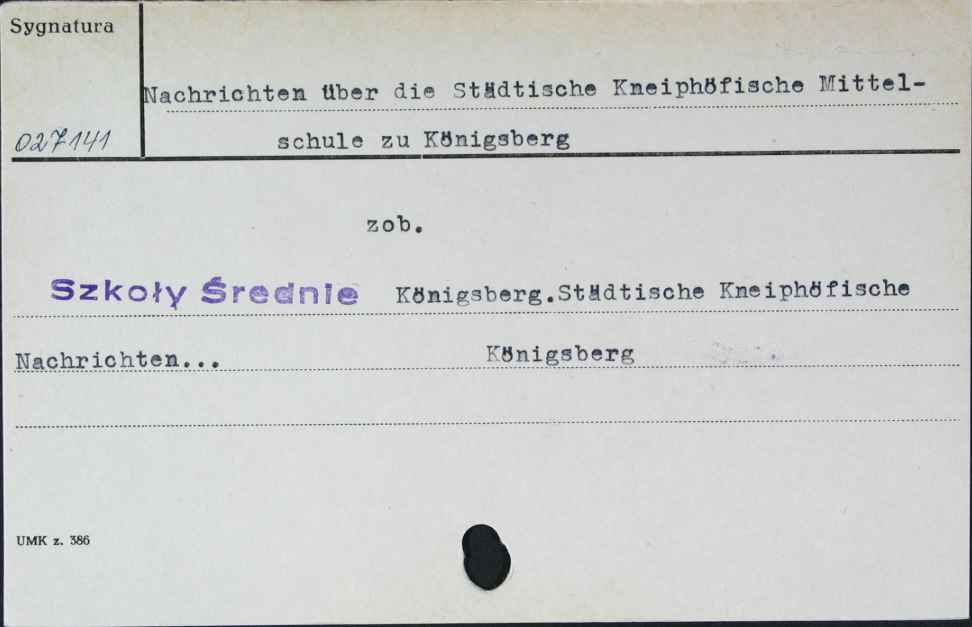 Sygnatura
Nachrichten über die Städtische Kneiphöfische Mittel-
027141
schule zu Königsberg
zob.
Szkoły Średnie Königsberg.Städtische Kneiphöfische
Nachrichten... Königsberg
UMK z. 386